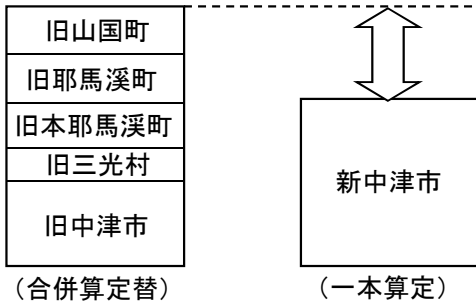 旧山国町
旧耶馬溪町
旧本耶馬溪町
旧三光村
旧中津市
（合併算定替）
新中津市
（一本算定）